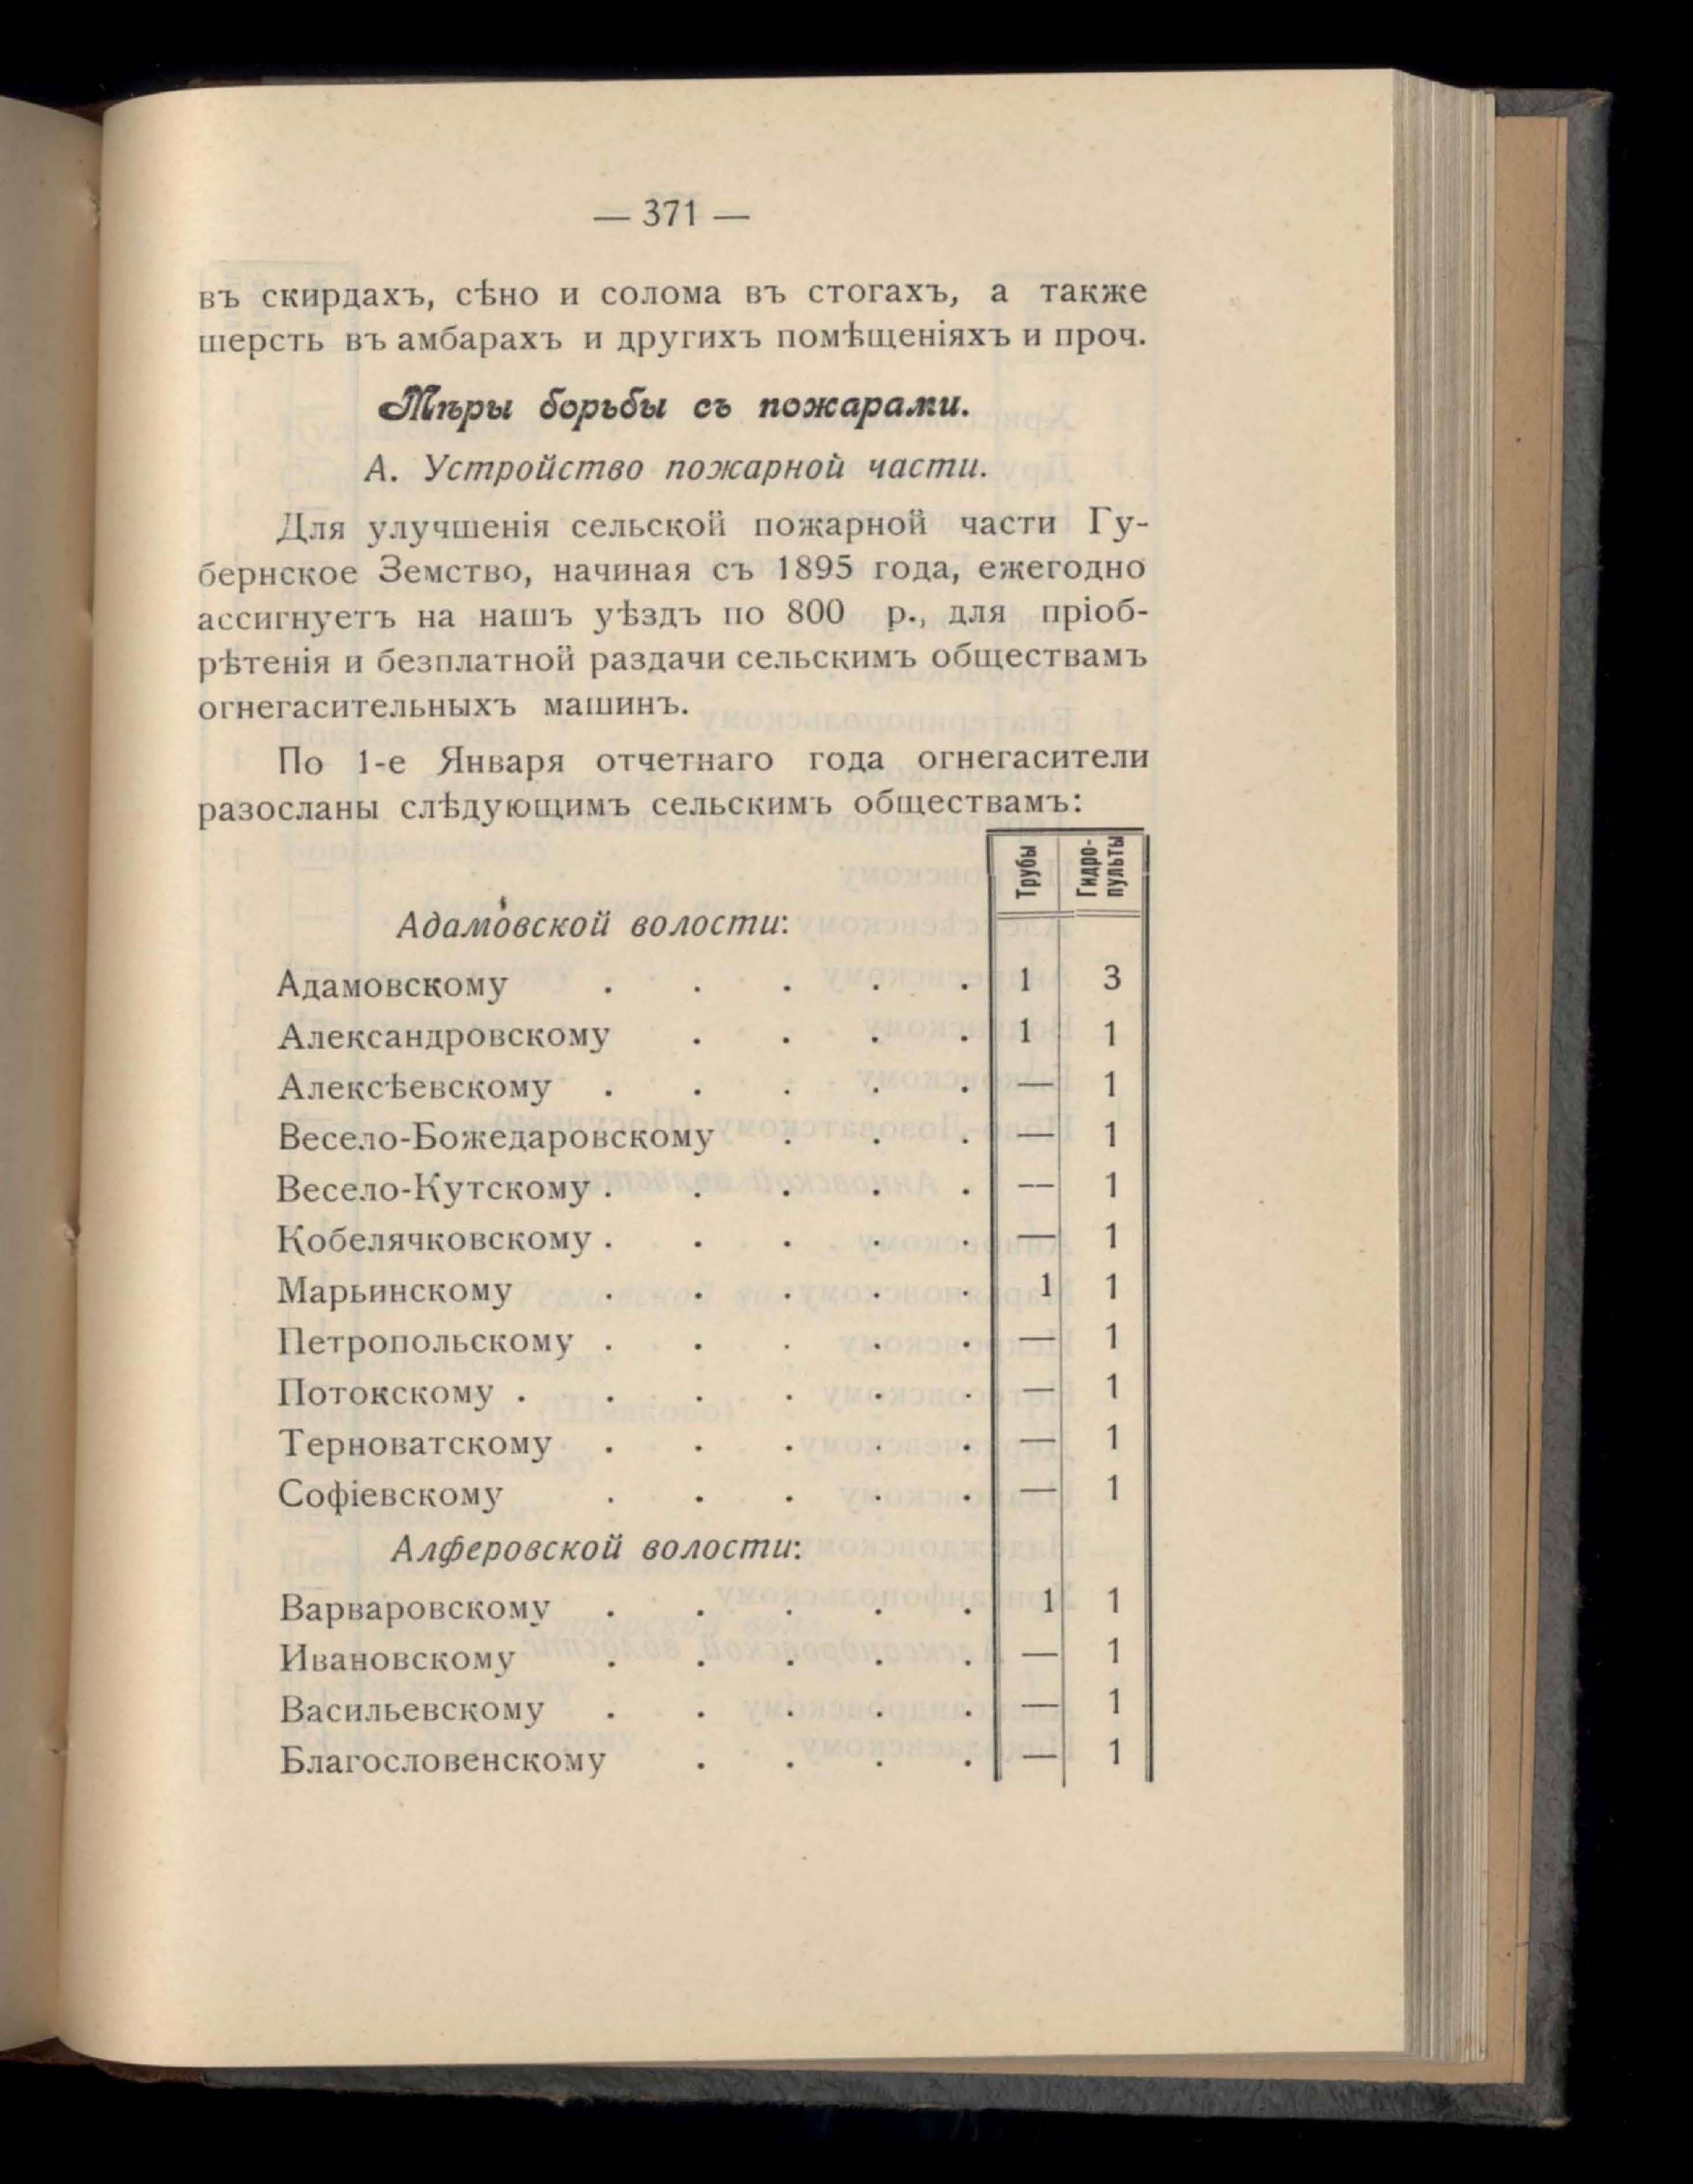 — 371 —
въ скирдахъ, сѣно и солома въ стогахъ, а также
шерсть въ амбарахъ и другихъ помѣщеніяхъ и проч.
Мѣры борьбы съ пожарами.
А. Устройство пожарной части.
Для улучшенія сельской пожарной части Гу-
бернское Земство, начиная съ 1895 года, ежегодно
ассигнуетъ на нашъ уѣздъ по 800 р., для пріоб-
рѣтенія и безплатной раздачи сельскимъ обществамъ
огнегасительныхъ машинъ.
По 1-е Января отчетнаго года огнегасители
разосланы слѣдующимъ сельскимъ обществамъ:
Трубы
Гидро-
пульты
Адамовской волости:
Адамовскому . . . . . 1 3
Александровскому . . . . 1 1
Алексѣевскому . . . . . — 1
Весело-Божедаровскому . . . — 1
Весело-Кутскому . . . . . — 1
Кобелячковскому . . . . . — 1
Марьинскому . . . . . 1 1
Петропольскому . . . . . — 1
Потокскому . . . . . . — 1
Терноватскому . . . . . — 1
Софіевскому . . . . . — 1
Алферовской волости:
Варваровскому . . . . . 1 1
Ивановскому . . . . . — 1
Васильевскому . . . . . — 1
Благословенскому . . . . — 1